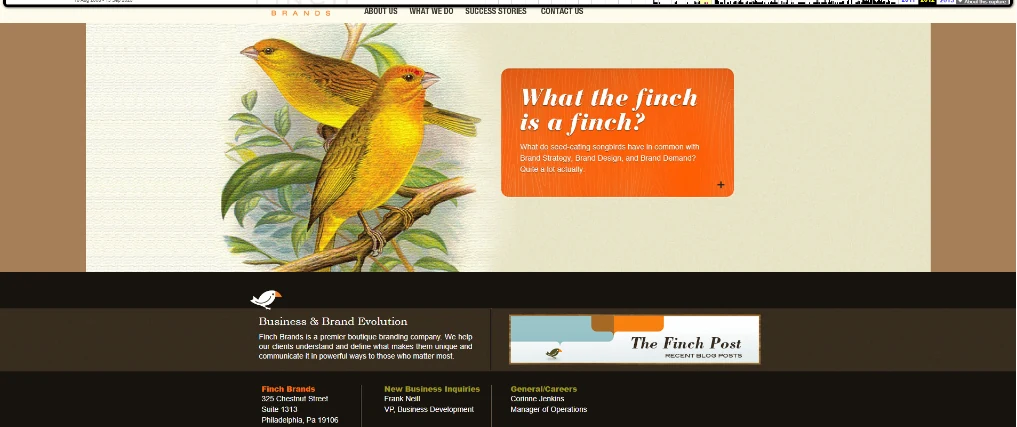 BRANDS
ABOUT US WHAT WE DO SUCCESS STORIES CONTACT US
What the finch
is a finch?
What do seed-eating songbirds have in common with
Brand Strategy, Brand Design, and Brand Demand?
Quite a lot actually.
+
Business & Brand Evolution
Finch Brands is a premier boutique branding company. We help
our clients understand and define what makes them unique and
communicate it in powerful ways to those who matter most.
The Finch Post
RECENT BLOG POSTS
Finch Brands
325 Chestnut Street
Suite 1313
Philadelphia, Pa 19106
New Business Inquiries
Frank Neill
VP, Business Development
General/Careers
Corinne Jenkins
Manager of Operations